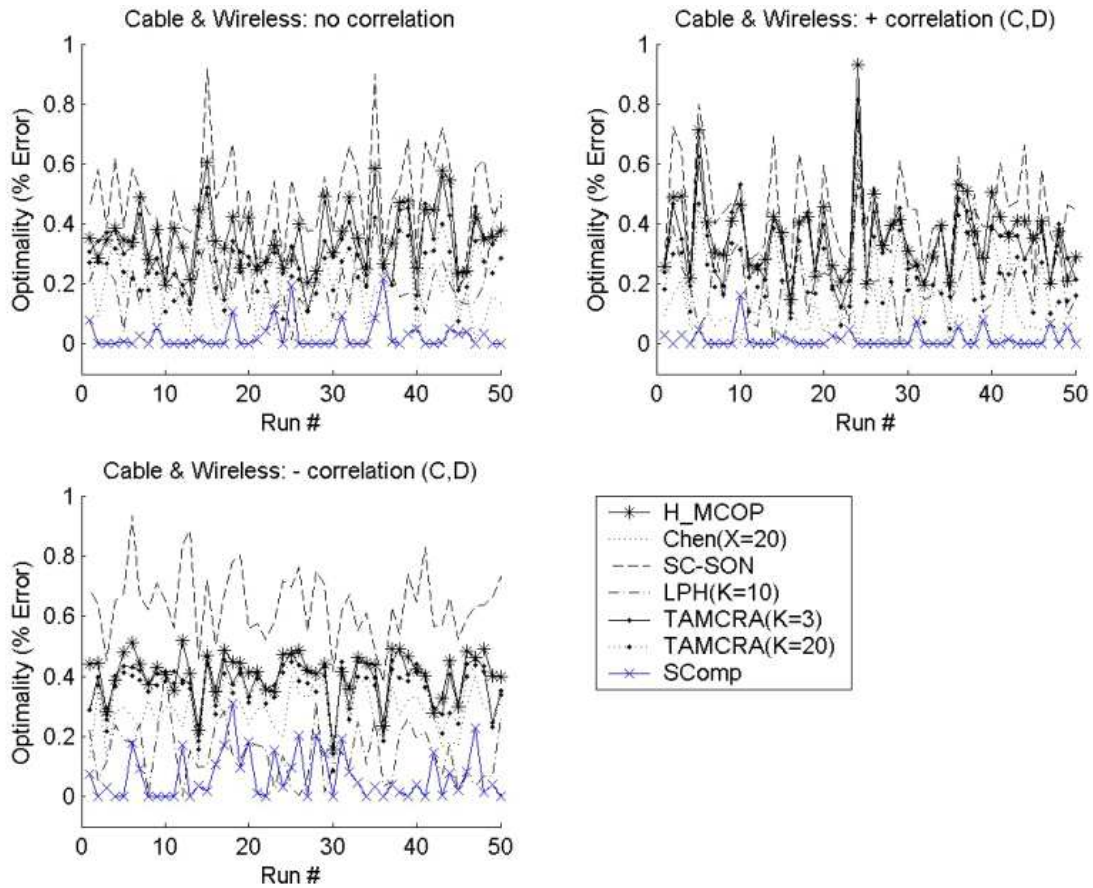 Cable & Wireless: no correlation
Optimality (% Error)
1
0.8
0.6
0.4
0.2
0
0 10 20 30 40 50
Run #
Cable & Wireless: + correlation (C,D)
Optimality (% Error)
1
0.8
0.6
0.4
0.2
0
0 10 20 30 40 50
Run #
Cable & Wireless: - correlation (C,D)
Optimality (% Error)
1
0.8
0.6
0.4
0.2
0
0 10 20 30 40 50
Run #
H_MCOP
Chen(X=20)
SC-SON
LPH(K=10)
TAMCRA(K=3)
TAMCRA(K=20)
SComp